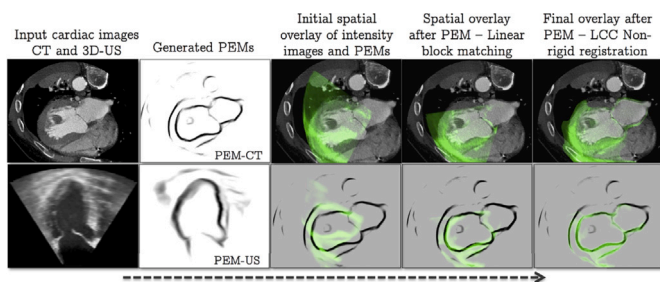 Input cardiac images
CT and 3D-US
Generated PEMs
Initial spatial
overlay of intensity
images and PEMs
Spatial overlay
after PEM – Linear
block matching
Final overlay after
PEM – LCC Non-
rigid registration
PEM-CT
PEM-US